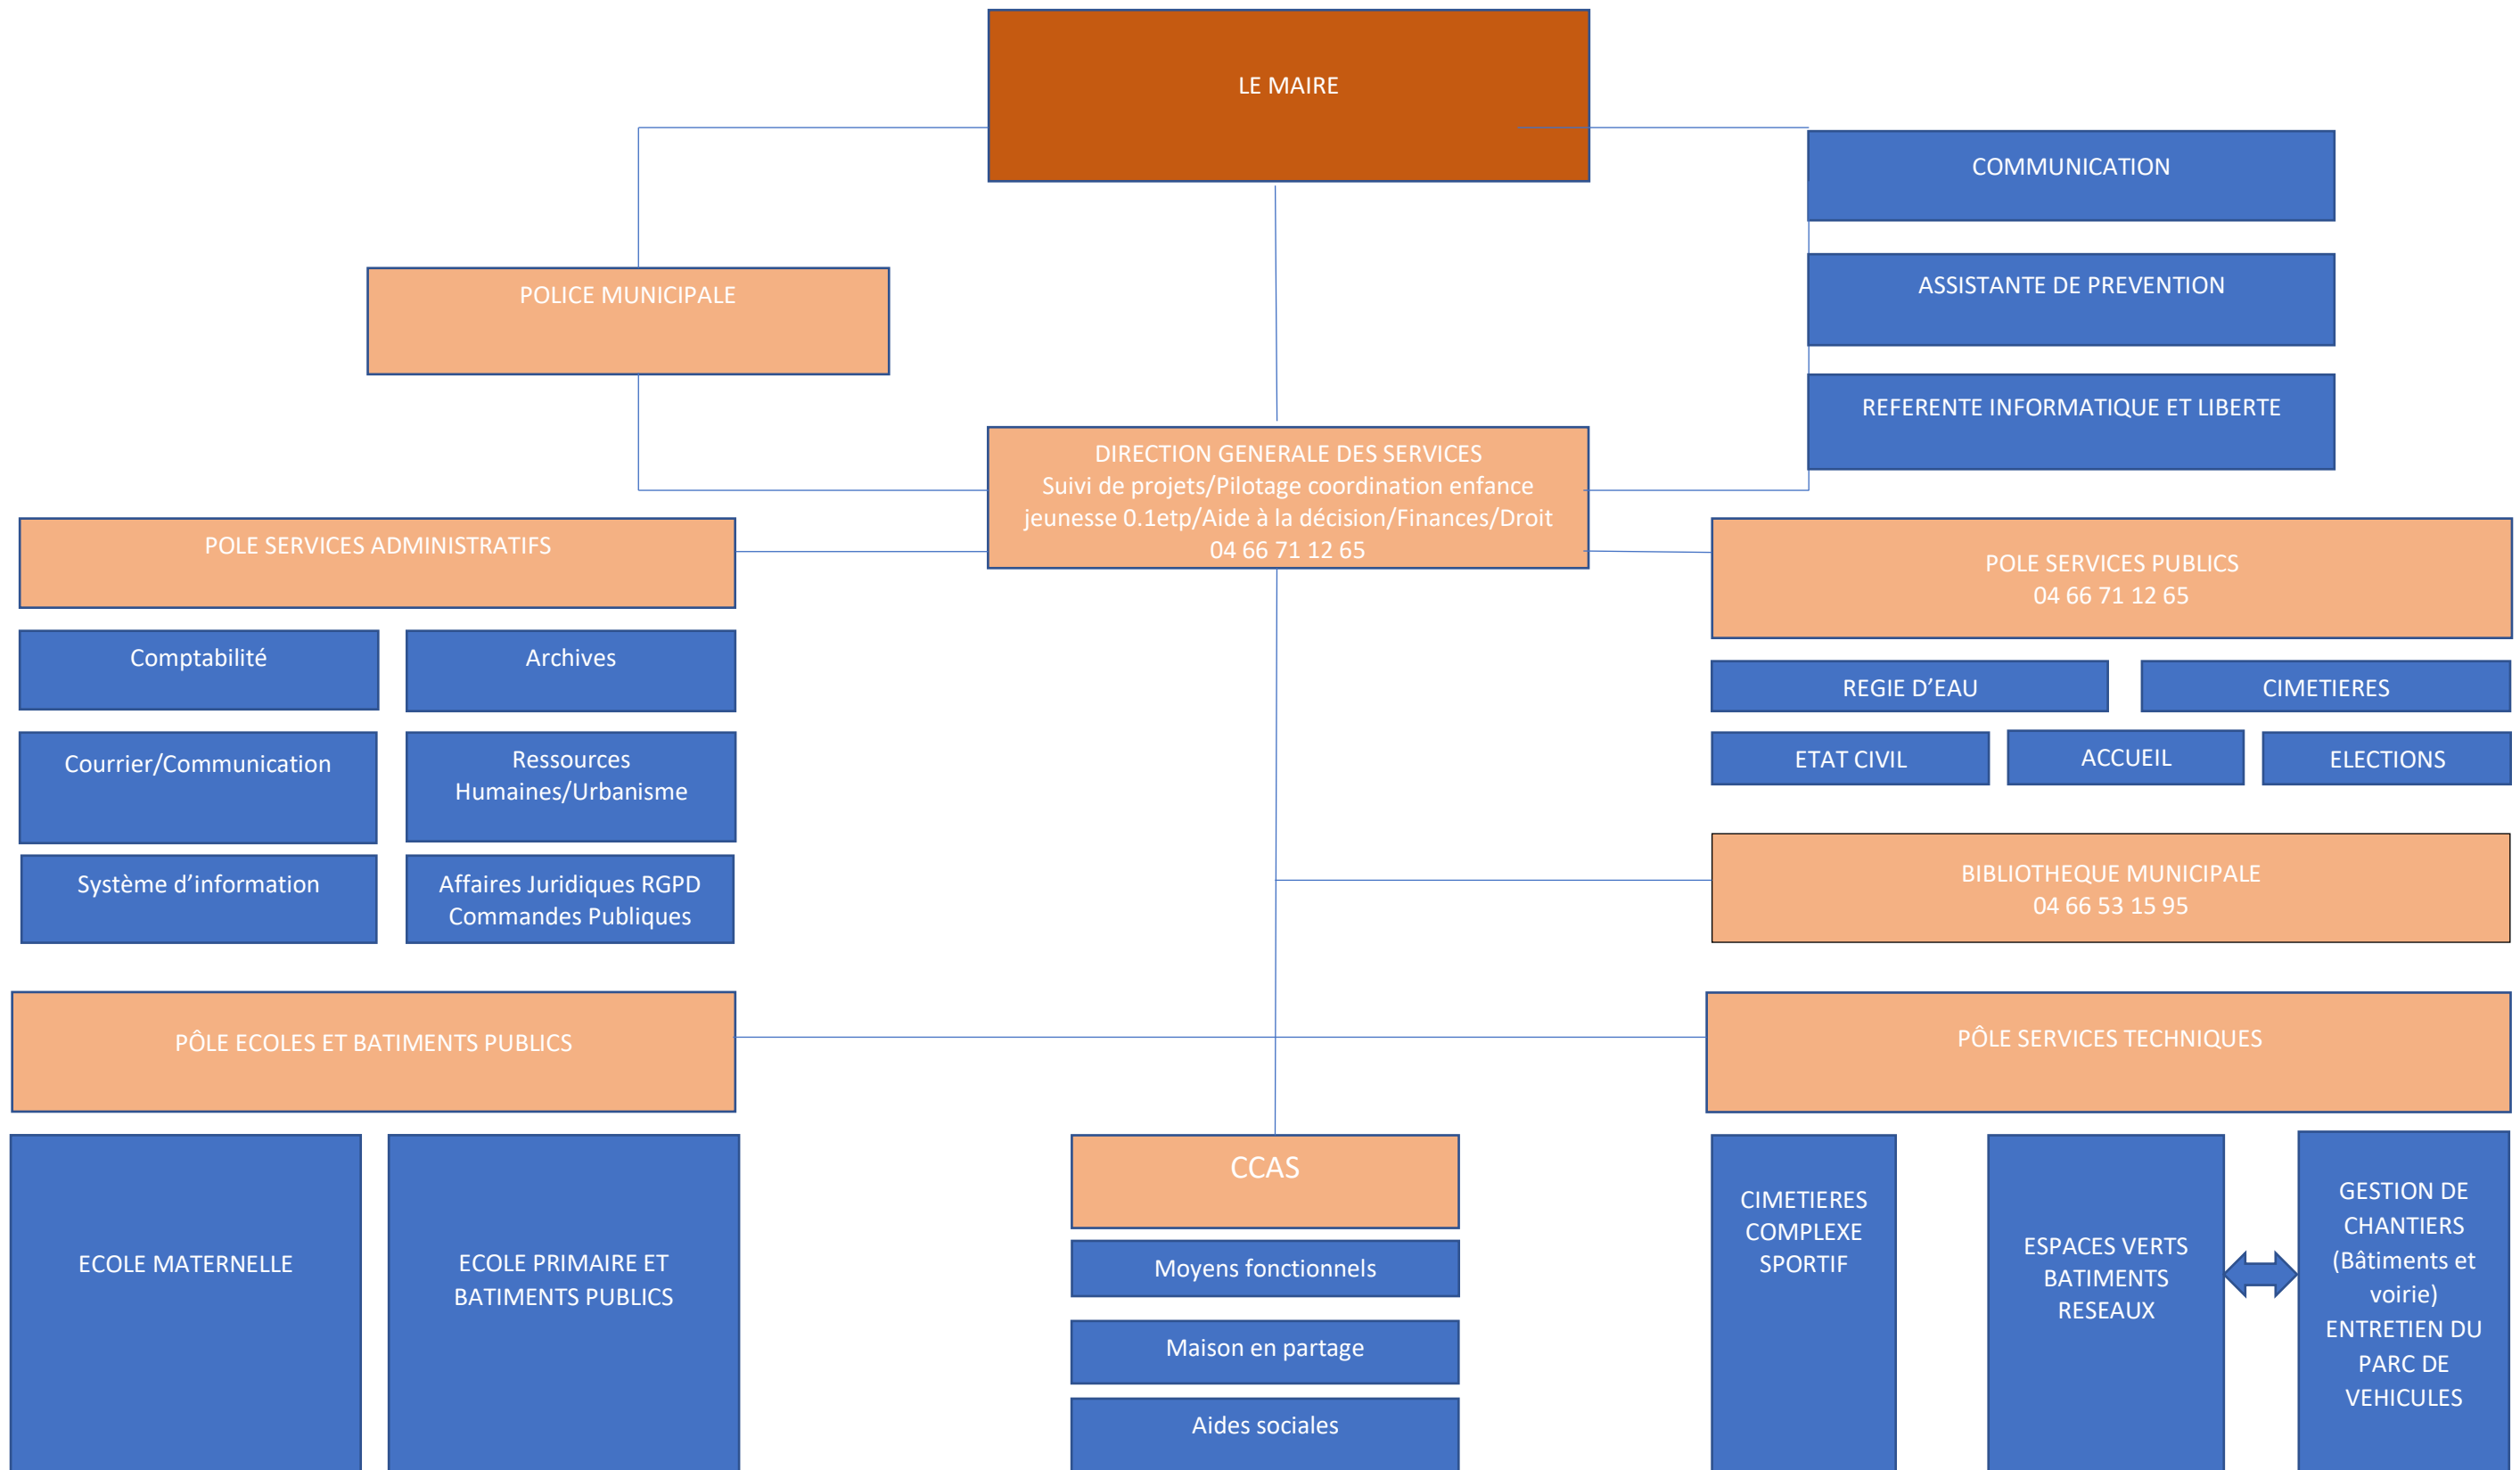 LE MAIRE
COMMUNICATION
POLICE MUNICIPALE
ASSISTANTE DE PREVENTION
REFERENTE INFORMATIQUE ET LIBERTE
DIRECTION GENERALE DES SERVICES
Suivi de projets/Pilotage coordination enfance
jeunesse 0.1etp/Aide à la décision/Finances/Droit
04 66 71 12 65
POLE SERVICES ADMINISTRATIFS
Comptabilité
Archives
Courrier/Communication
Ressources
Humaines/Urbanisme
Système d’information
Affaires Juridiques RGPD
Commandes Publiques
POLE SERVICES PUBLICS
04 66 71 12 65
REGIE D’EAU
CIMETIERES
ETAT CIVIL
ACCUEIL
ELECTIONS
BIBLIOTHEQUE MUNICIPALE
04 66 53 15 95
PÔLE ECOLES ET BATIMENTS PUBLICS
ECOLE MATERNELLE
ECOLE PRIMAIRE ET
BATIMENTS PUBLICS
CCAS
Moyens fonctionnels
Maison en partage
Aides sociales
PÔLE SERVICES TECHNIQUES
CIMETIERES
COMPLEXE
SPORTIF
ESPACES VERTS
BATIMENTS
RESEAUX
GESTION DE
CHANTIERS
(Bâtiments et
voirie)
ENTRETIEN DU
PARC DE
VEHICULES